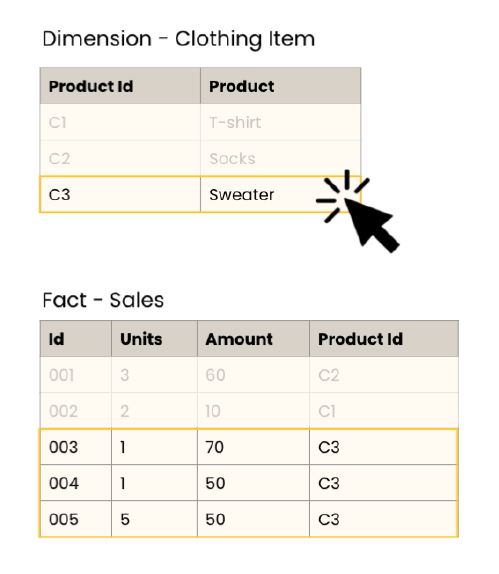 Dimension - Clothing Item
Product Id Product
C1 T-shirt
C2 Socks
C3 Sweater
Fact - Sales
Id Units Amount Product Id
001 3 60 C2
002 2 10 C1
003 1 70 C3
004 1 50 C3
005 5 50 C3